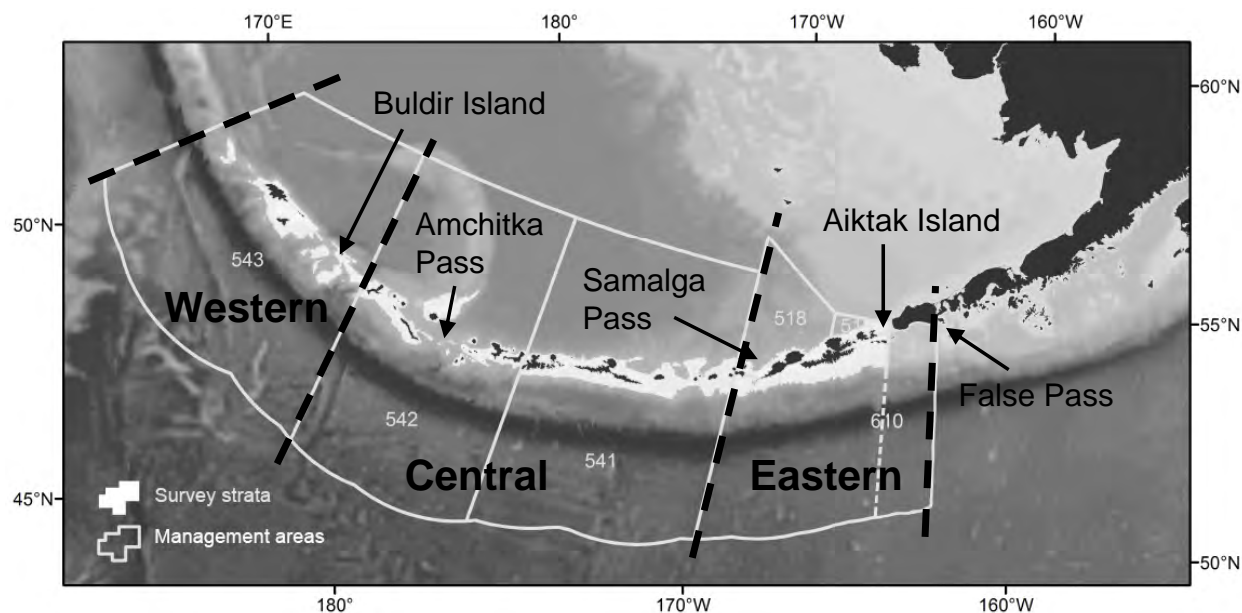 170°E
180°
170°W
160°W
60°N
Buldir Island
50°N
Amchitka
Pass
Aiktak Island
543
Samalga
Pass
518
Western
55°N
False Pass
542
541
610
Central
Eastern
45°N
Survey strata
Management areas
50°N
180°
170°W
160°W